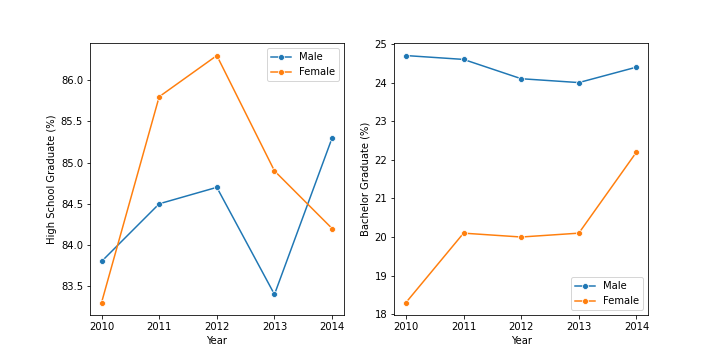 High School Graduate (%)
86.0
85.5
85.0
84.5
84.0
83.5
2010 2011 2012 2013 2014
Year
Male
Female
Bachelor Graduate (%)
25
24
23
22
21
20
19
18
2010 2011 2012 2013 2014
Year
Male
Female